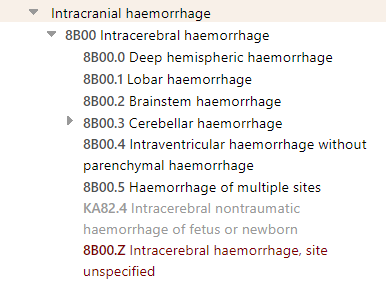 Intracranial haemorrhage
8B00 Intracerebral haemorrhage
8B00.0 Deep hemispheric haemorrhage
8B00.1 Lobar haemorrhage
8B00.2 Brainstem haemorrhage
8B00.3 Cerebellar haemorrhage
8B00.4 Intraventricular haemorrhage without
parenchymal haemorrhage
8B00.5 Haemorrhage of multiple sites
KA82.4 Intracerebral nontraumatic
haemorrhage of fetus or newborn
8B00.Z Intracerebral haemorrhage, site
unspecified